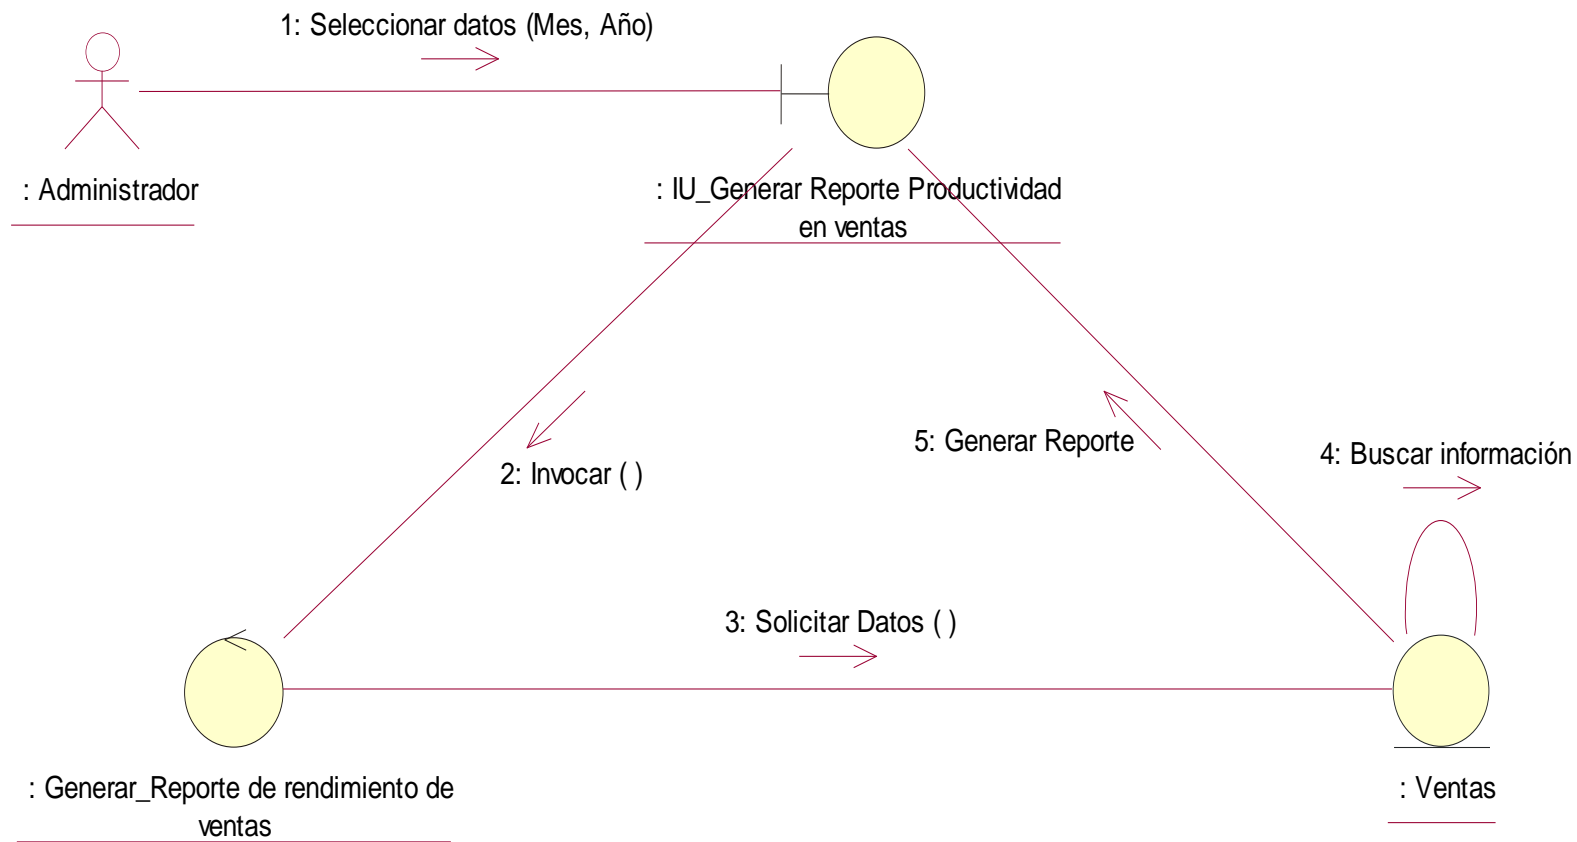 1: Seleccionar datos (Mes, Año)
: Administrador
: IU_Generar Reporte Productividad
en ventas
5: Generar Reporte
4: Buscar información
2: Invocar ( )
3: Solicitar Datos ( )
: Generar_Reporte de rendimiento de
ventas
: Ventas